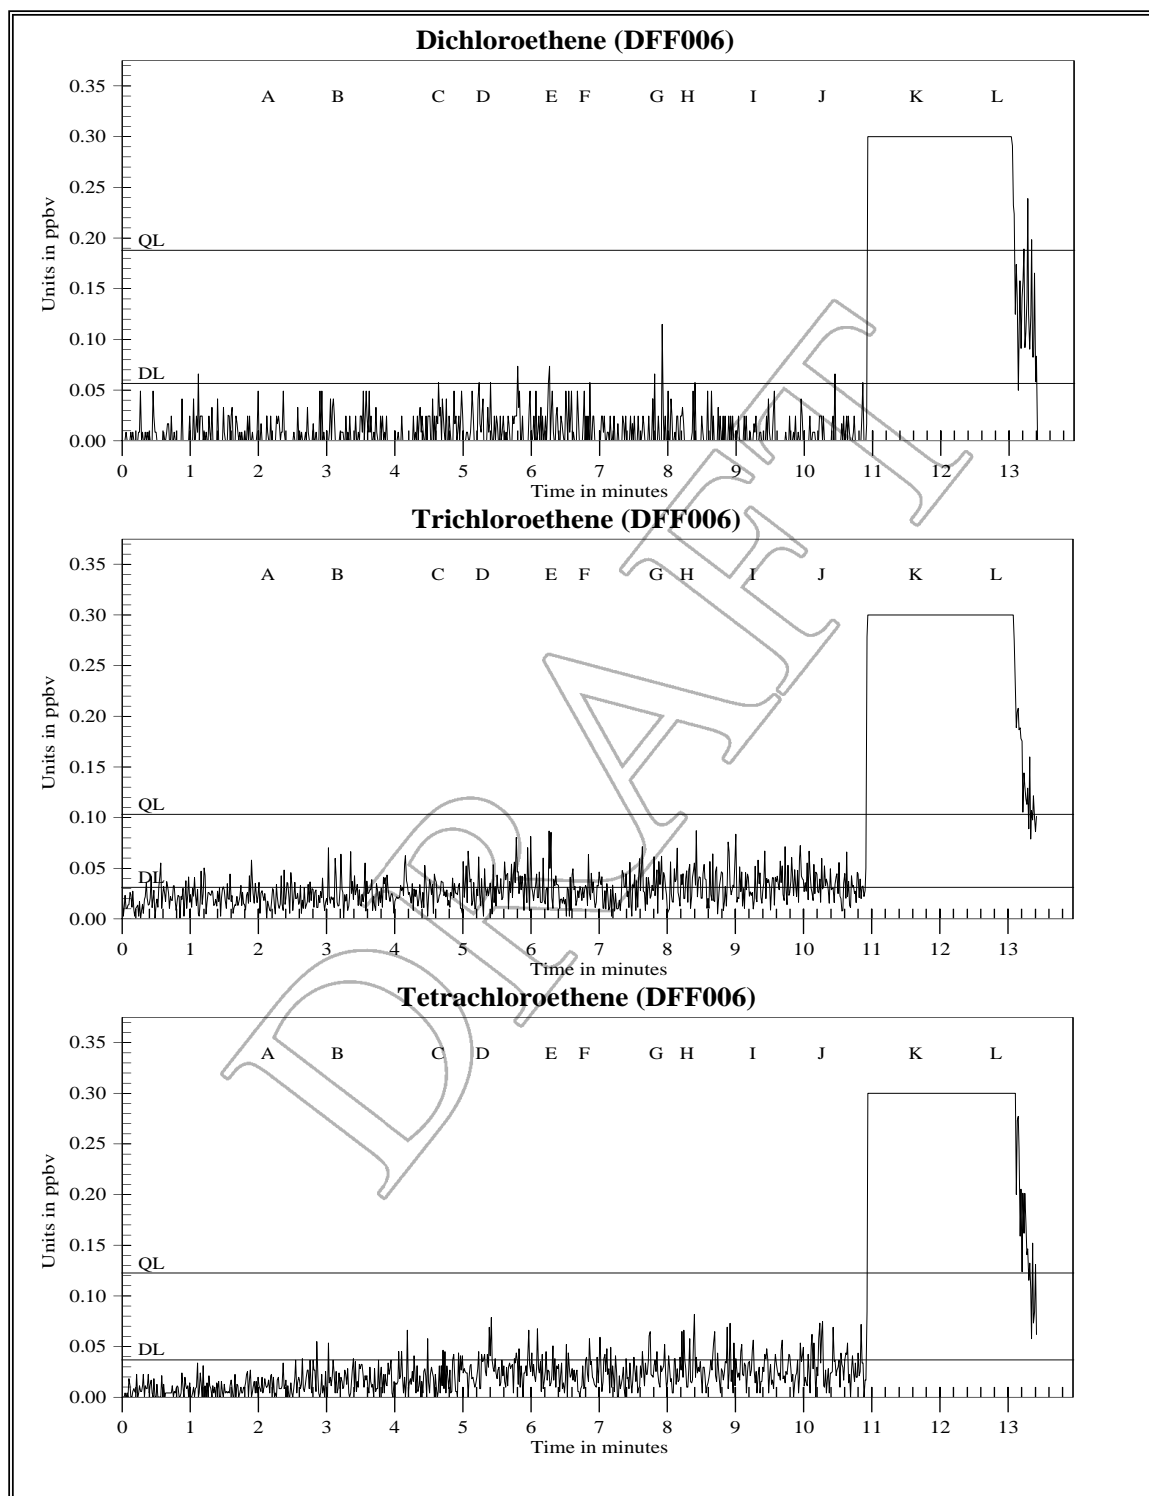 Dichloroethene (DFF006)
0.35
A B C D E F G H I J K L
0.30
0.25
QL
0.20
0.15
0.10
DL
0.05
0.00
Units in ppbv
0 1 2 3 4 5 6 7 8 9 10 11 12 13
Time in minutes
Trichloroethene (DFF006)
0.35
A B C D E F G H I J K L
0.30
0.25
0.20
0.15
QL
0.10
DL
0.05
0.00
Units in ppbv
0 1 2 3 4 5 6 7 8 9 10 11 12 13
Time in minutes
Tetrachloroethene (DFF006)
0.35
A B C D E F G H I J K L
0.30
0.25
0.20
0.15
QL
0.10
DL
0.05
0.00
Units in ppbv
0 1 2 3 4 5 6 7 8 9 10 11 12 13
Time in minutes
DRAFT